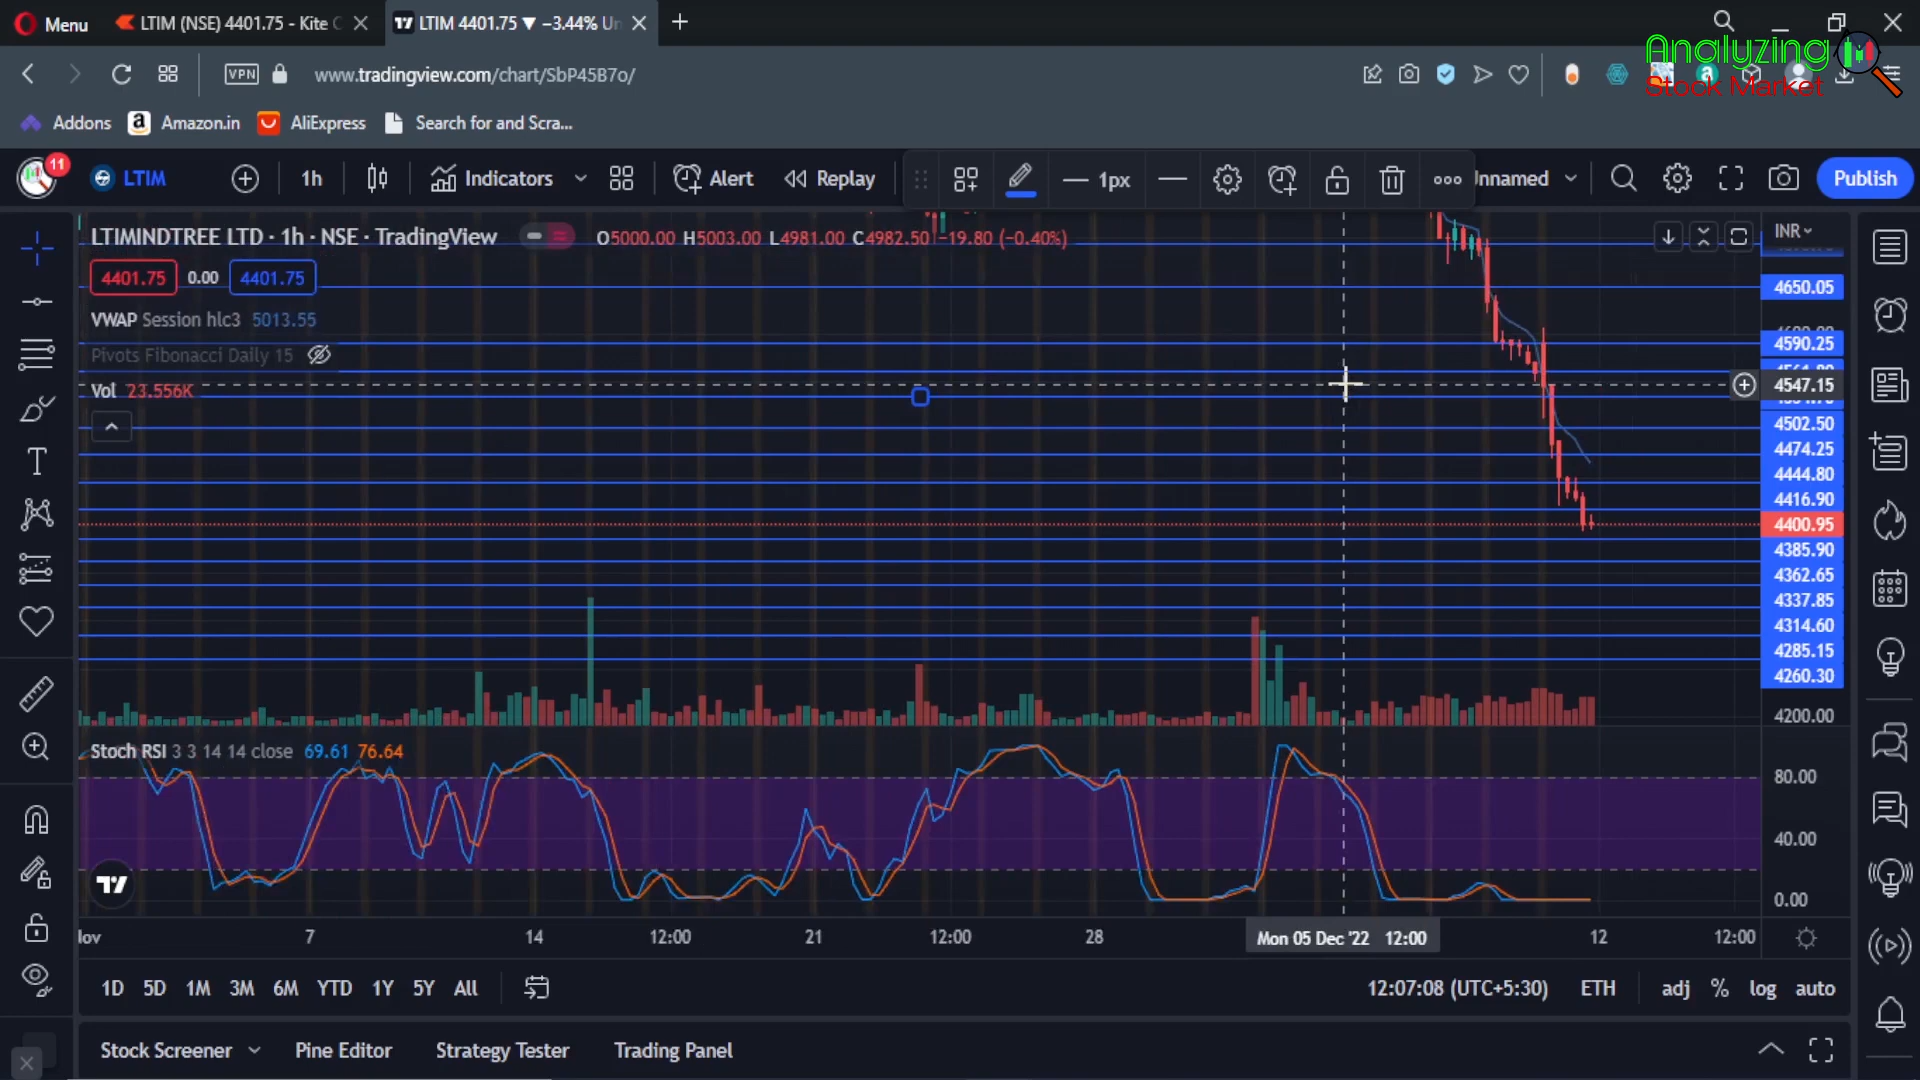 Menu
LTIM (NSE) 4401.75 - Kite C
LTIM 4401.75 ▼ −3.44% Un
Analyzing
Stock Market
VPN
www.tradingview.com/chart/SbP45B7o/
Addons
Amazon.in
AliExpress
Search for and Scra...
11
LTIM
1h
Indicators
Alert
Replay
1px
Unnamed
Publish
LTIMINDTREE LTD · 1h · NSE · TradingView
O5000.00 H5003.00 L4981.00 C4982.50 −19.80 (−0.40%)
INR
4401.75 0.00 4401.75
VWAP Session hlc3 5013.55
Pivots Fibonacci Daily 15
Vol 23.556K
4650.05
4590.25
4547.15
4502.50
4474.25
4444.80
4416.90
4400.95
4385.90
4362.65
4337.85
4314.60
4285.15
4260.30
4200.00
Stoch RSI 3 3 14 14 close 69.61 76.64
80.00
40.00
0.00
7 14 12:00 21 12:00 28 Mon 05 Dec '22 12:00 12 12:00
1D 5D 1M 3M 6M YTD 1Y 5Y All
12:07:08 (UTC+5:30) ETH adj % log auto
Stock Screener Pine Editor Strategy Tester Trading Panel